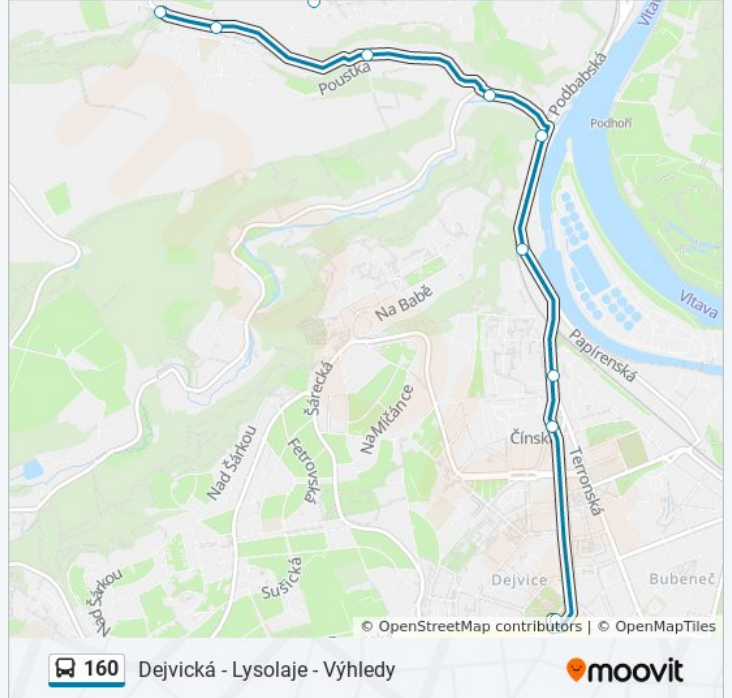 Vltava
Podbabská
Poustka
Podhoří
Na Babě
Vltava
Papírenská
Šárecká
Na Míčánce
Čínsk
Nad Šárkou
Fetrovská
Terronská
Dejvice
Bubeneč
Sušická
Nad Šárkou
© OpenStreetMap contributors | © OpenMapTiles
160 Dejvická - Lysolaje - Výhledy
moovit